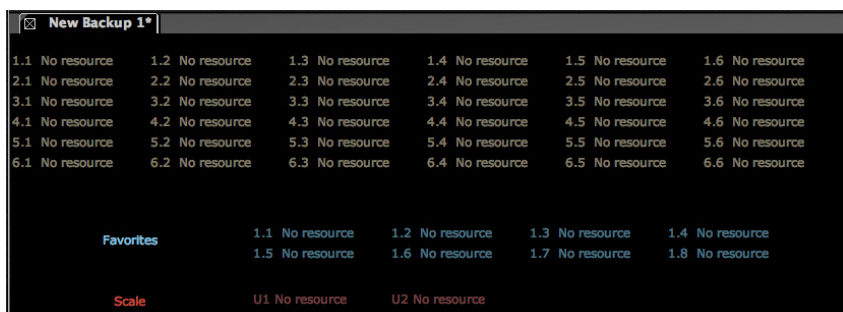 New Backup 1*
1.1 No resource 1.2 No resource 1.3 No resource 1.4 No resource 1.5 No resource 1.6 No resource
2.1 No resource 2.2 No resource 2.3 No resource 2.4 No resource 2.5 No resource 2.6 No resource
3.1 No resource 3.2 No resource 3.3 No resource 3.4 No resource 3.5 No resource 3.6 No resource
4.1 No resource 4.2 No resource 4.3 No resource 4.4 No resource 4.5 No resource 4.6 No resource
5.1 No resource 5.2 No resource 5.3 No resource 5.4 No resource 5.5 No resource 5.6 No resource
6.1 No resource 6.2 No resource 6.3 No resource 6.4 No resource 6.5 No resource 6.6 No resource
Favorites
1.1 No resource 1.2 No resource 1.3 No resource 1.4 No resource
1.5 No resource 1.6 No resource 1.7 No resource 1.8 No resource
Scale U1 No resource U2 No resource